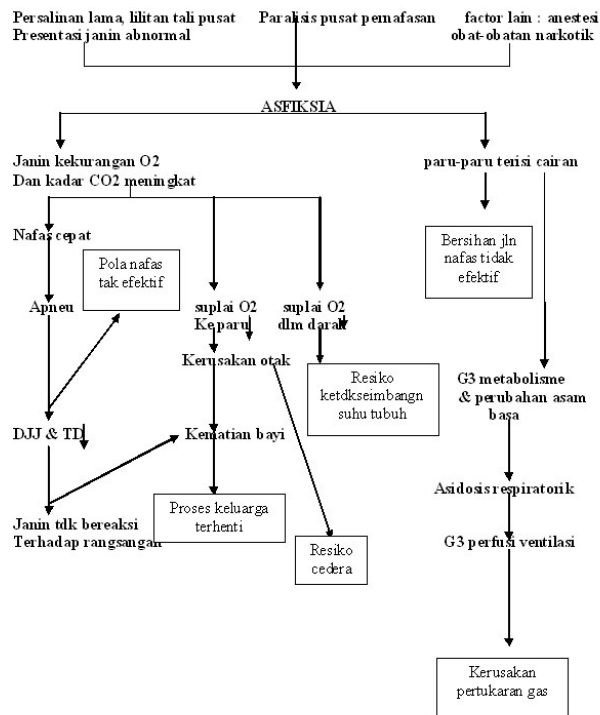 Persalinan lama, lilitan tali pusat
Presentasi janin abnormal
Paralisis pusat pernafasan
factor lain : anestesi
obat-obatan narkotik
ASFIKSIA
Janin kekurangan O2
Dan kadar CO2 meningkat
paru-paru terisi cairan
Nafas cepat
Pola nafas
tak efektif
Bersihan jln
nafas tidak
efektif
Apneu
suplai O2
Ke paru
suplai O2
dlm darah
Kerusakan otak
Resiko
ketdkseimbangn
suhu tubuh
G3 metabolisme
& perubahan asam
basa
DJJ & TD
Kematian bayi
Asidosis respiratorik
Proses keluarga
terhenti
Janin tdk bereaksi
Terhadap rangsangan
Resiko
cedera
G3 perfusi ventilasi
Kerusakan
pertukaran gas